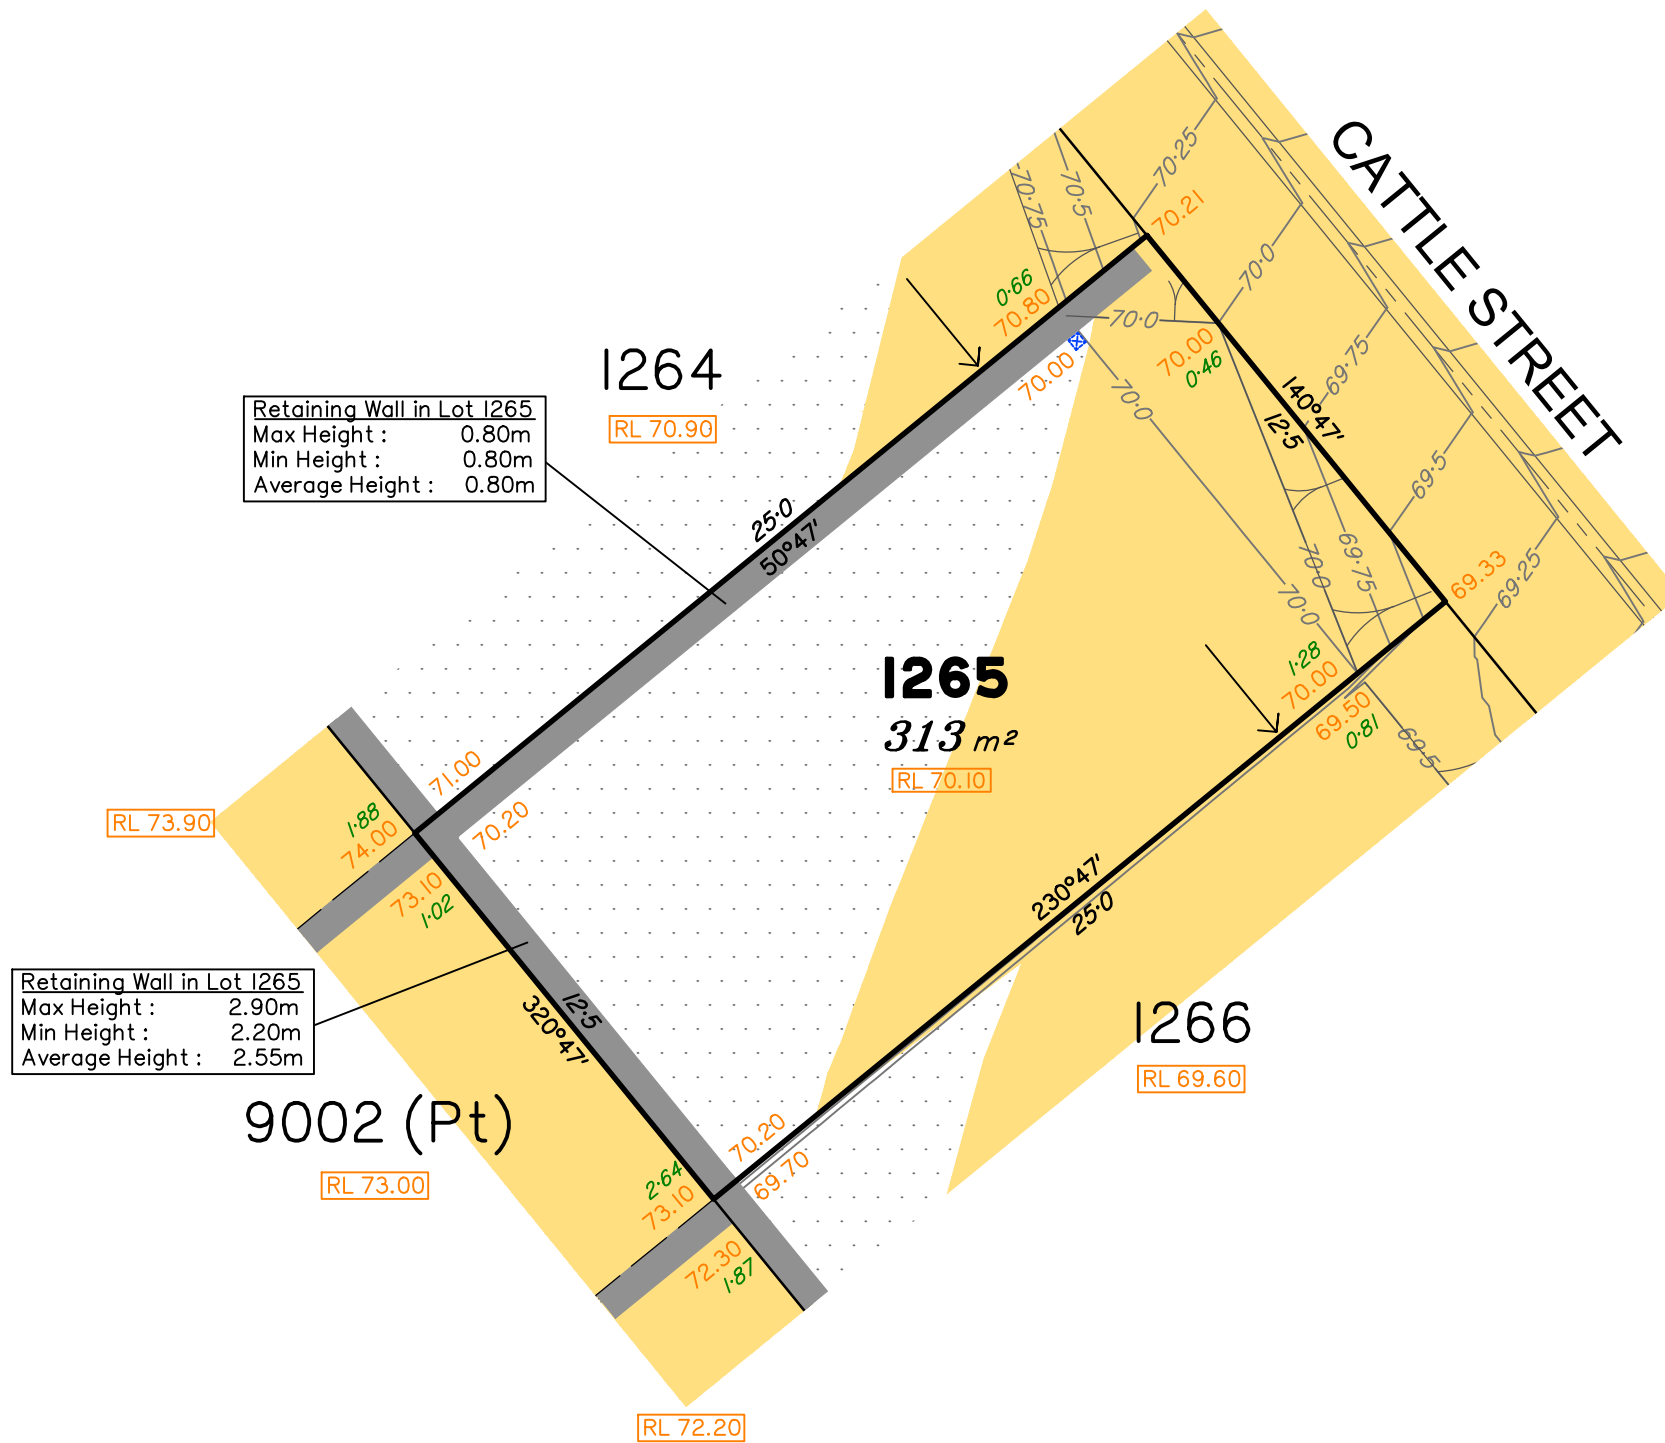 CATTLE STREET
70·25
70·5
70·75
70.21
70·0
0·66
70.80
70·0
70.00
70.00
0·46
69·75
140°47'
12·5
70·0
69·5
1264
RL 70.90
Retaining Wall in Lot 1265
Max Height : 0.80m
Min Height : 0.80m
Average Height : 0.80m
25·0
50°47'
69·75
70·0
70·0
69.33
69·25
1265
313 m²
RL 70.10
1·28
70.00
69.50
0·81
69·5
71.00
70.20
RL 73.90
1·88
74.00
73.10
1·02
230°47'
25·0
Retaining Wall in Lot 1265
Max Height : 2.90m
Min Height : 2.20m
Average Height : 2.55m
12·5
320°47'
1266
RL 69.60
9002 (Pt)
RL 73.00
70.20
69.70
2·64
73.10
72.30
1·87
RL 72.20